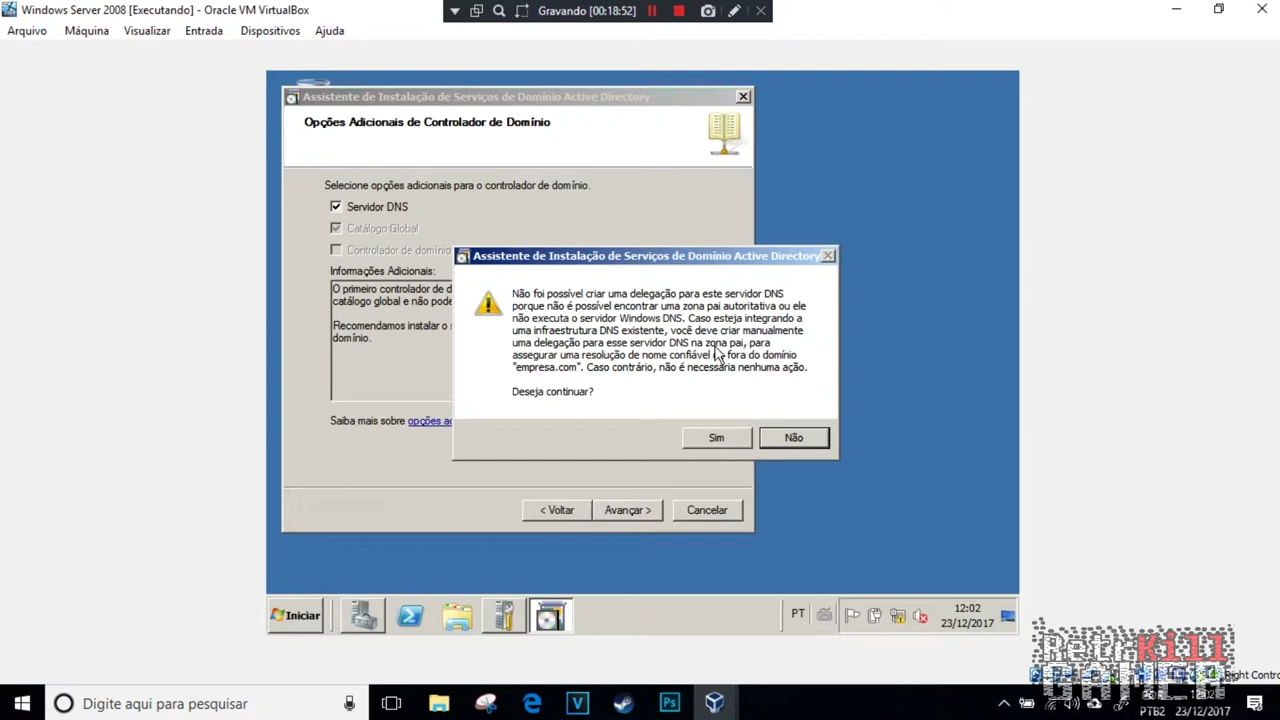 Windows Server 2008 [Executando] - Oracle VM VirtualBox
Gravando [00:18:52]
Arquivo Máquina Visualizar Entrada Dispositivos Ajuda
Assistente de Instalação de Serviços de Domínio Active Directory
Opções Adicionais de Controlador de Domínio
Selecione opções adicionais para o controlador de domínio.
Servidor DNS
Catálogo Global
Controlador de domínio
Informações Adicionais:
O primeiro controlador de d
catálogo global e não pode
Recomendamos instalar o
domínio.
Saiba mais sobre opções ad
< Voltar Avançar > Cancelar
Assistente de Instalação de Serviços de Domínio Active Directory
Não foi possível criar uma delegação para este servidor DNS
porque não é possível encontrar uma zona pai autoritativa ou ele
não executa o servidor Windows DNS. Caso esteja integrando a
uma infraestrutura DNS existente, você deve criar manualmente
uma delegação para esse servidor DNS na zona pai, para
assegurar uma resolução de nome confiável fora do domínio
"empresa.com". Caso contrário, não é necessária nenhuma ação.
Deseja continuar?
Sim Não
Iniciar
PT
12:02
23/12/2017
RetrKill
GAMER
Right Control
Digite aqui para pesquisar
PTB2 23/12/2017